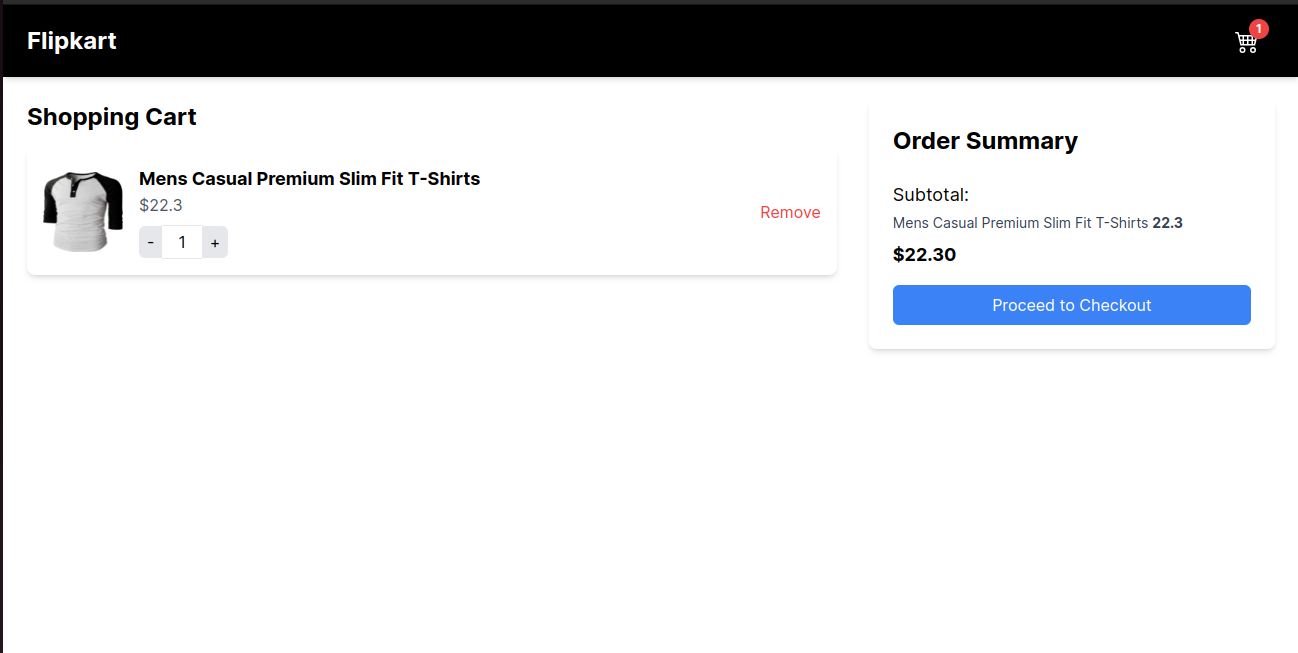 Flipkart
1
Shopping Cart
Mens Casual Premium Slim Fit T-Shirts
$22.3
- 1 +
Remove
Order Summary
Subtotal:
Mens Casual Premium Slim Fit T-Shirts 22.3
$22.30
Proceed to Checkout